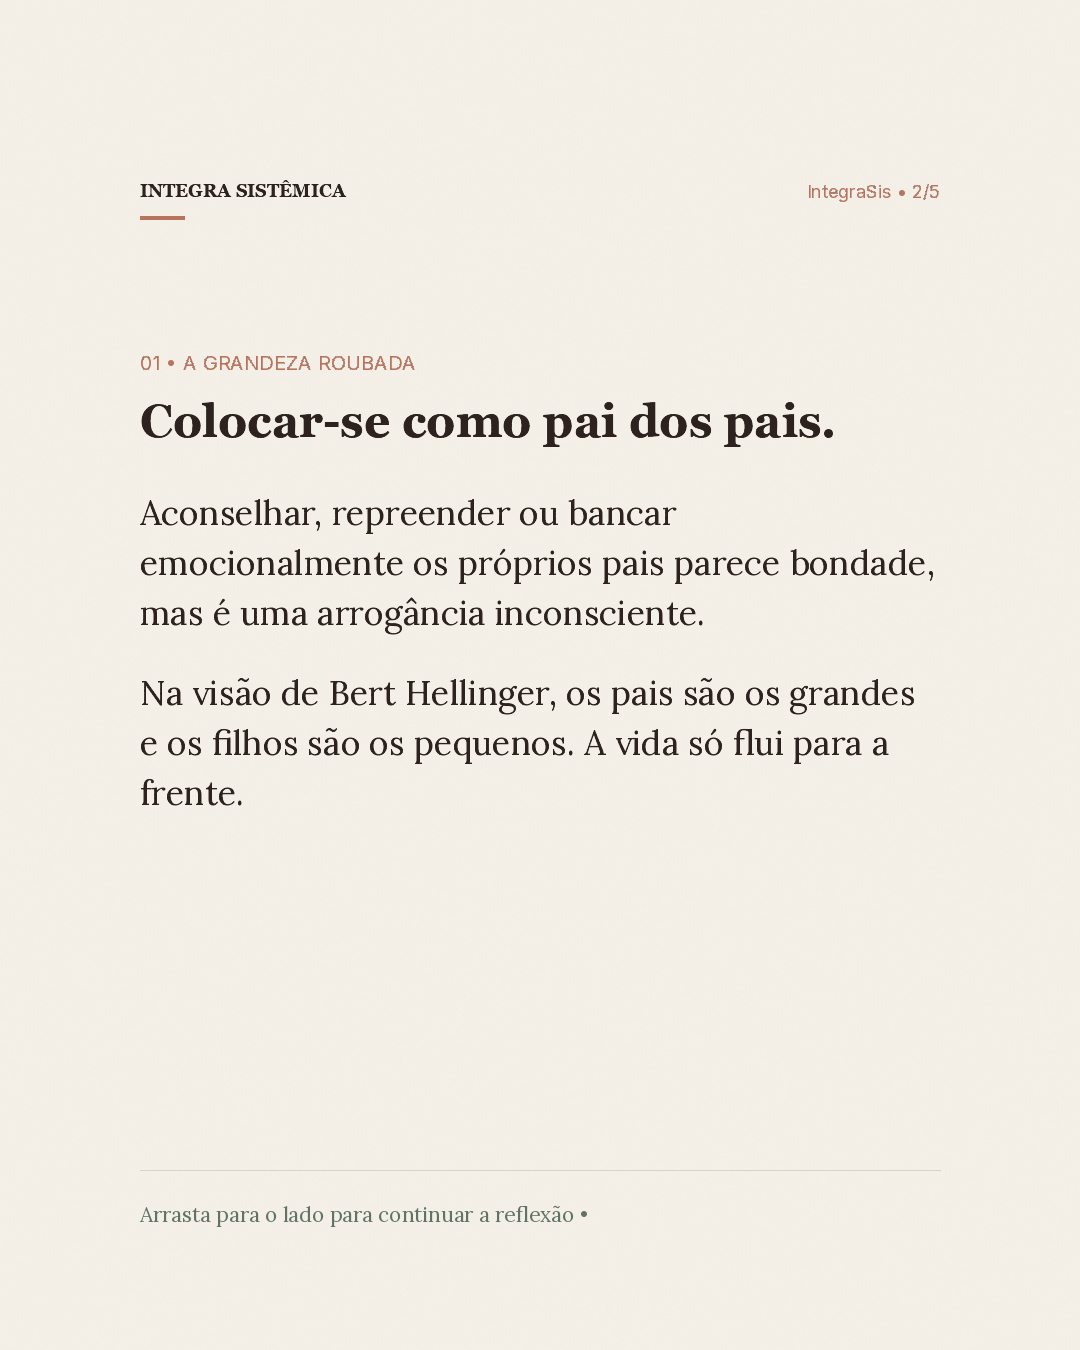 INTEGRA SISTÊMICA
IntegraSis • 2/5
01 • A GRANDEZA ROUBADA
Colocar-se como pai dos pais.
Aconselhar, repreender ou bancar
emocionalmente os próprios pais parece bondade,
mas é uma arrogância inconsciente.
Na visão de Bert Hellinger, os pais são os grandes
e os filhos são os pequenos. A vida só flui para a
frente.
Arrasta para o lado para continuar a reflexão •